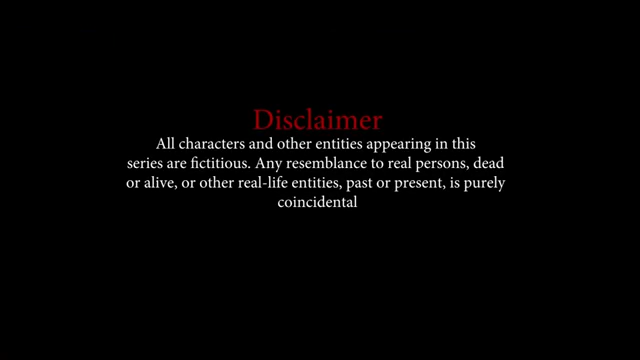 Disclaimer
All characters and other entities appearing in this
series are fictitious. Any resemblance to real persons, dead
or alive, or other real-life entities, past or present, is purely
coincidental